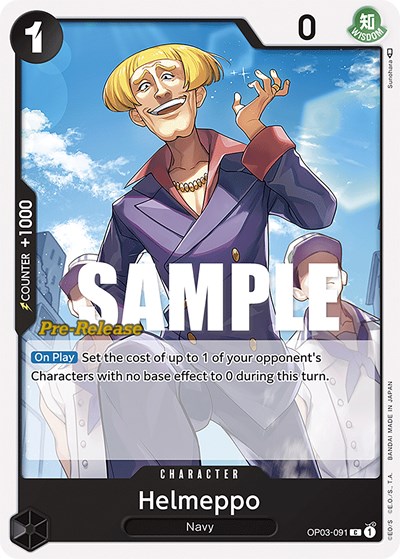 1
0
知
WISDOM
Sunohara
COUNTER +1000
SAMPLE
Pre-Release
On Play Set the cost of up to 1 of your opponent's
Characters with no base effect to 0 during this turn.
CHARACTER
Helmeppo
Navy
OP03-091 C 1
©E.O/S ©E.O./S., T.A. BANDAI MADE IN JAPAN